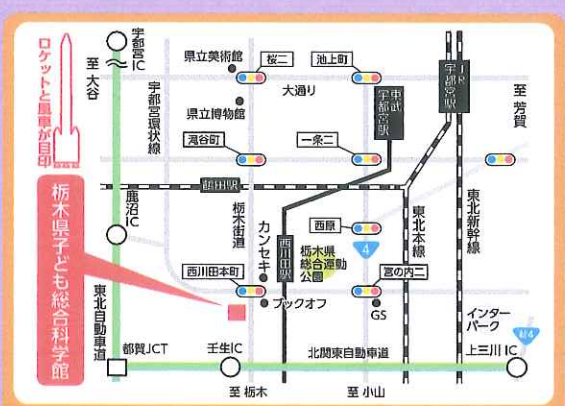 ロケットと風車が目印
宇都宮IC
至 大谷
宇都宮環状線
県立美術館
県立博物館
桜二
池上町
大通り
東武宇都宮駅
JR宇都宮駅
至 芳賀
滝谷町
一条二
鶴田駅
鹿沼IC
栃木街道
カンセキ
西川田駅
西原
4
栃木県
総合運動
公園
東北本線
東北新幹線
栃木県子ども総合科学館
西川田本町
宮の内二
ブックオフ
GS
インター
パーク
新4
東北自動車道
都賀JCT
壬生IC
北関東自動車道
上三川 IC
至 栃木
至 小山